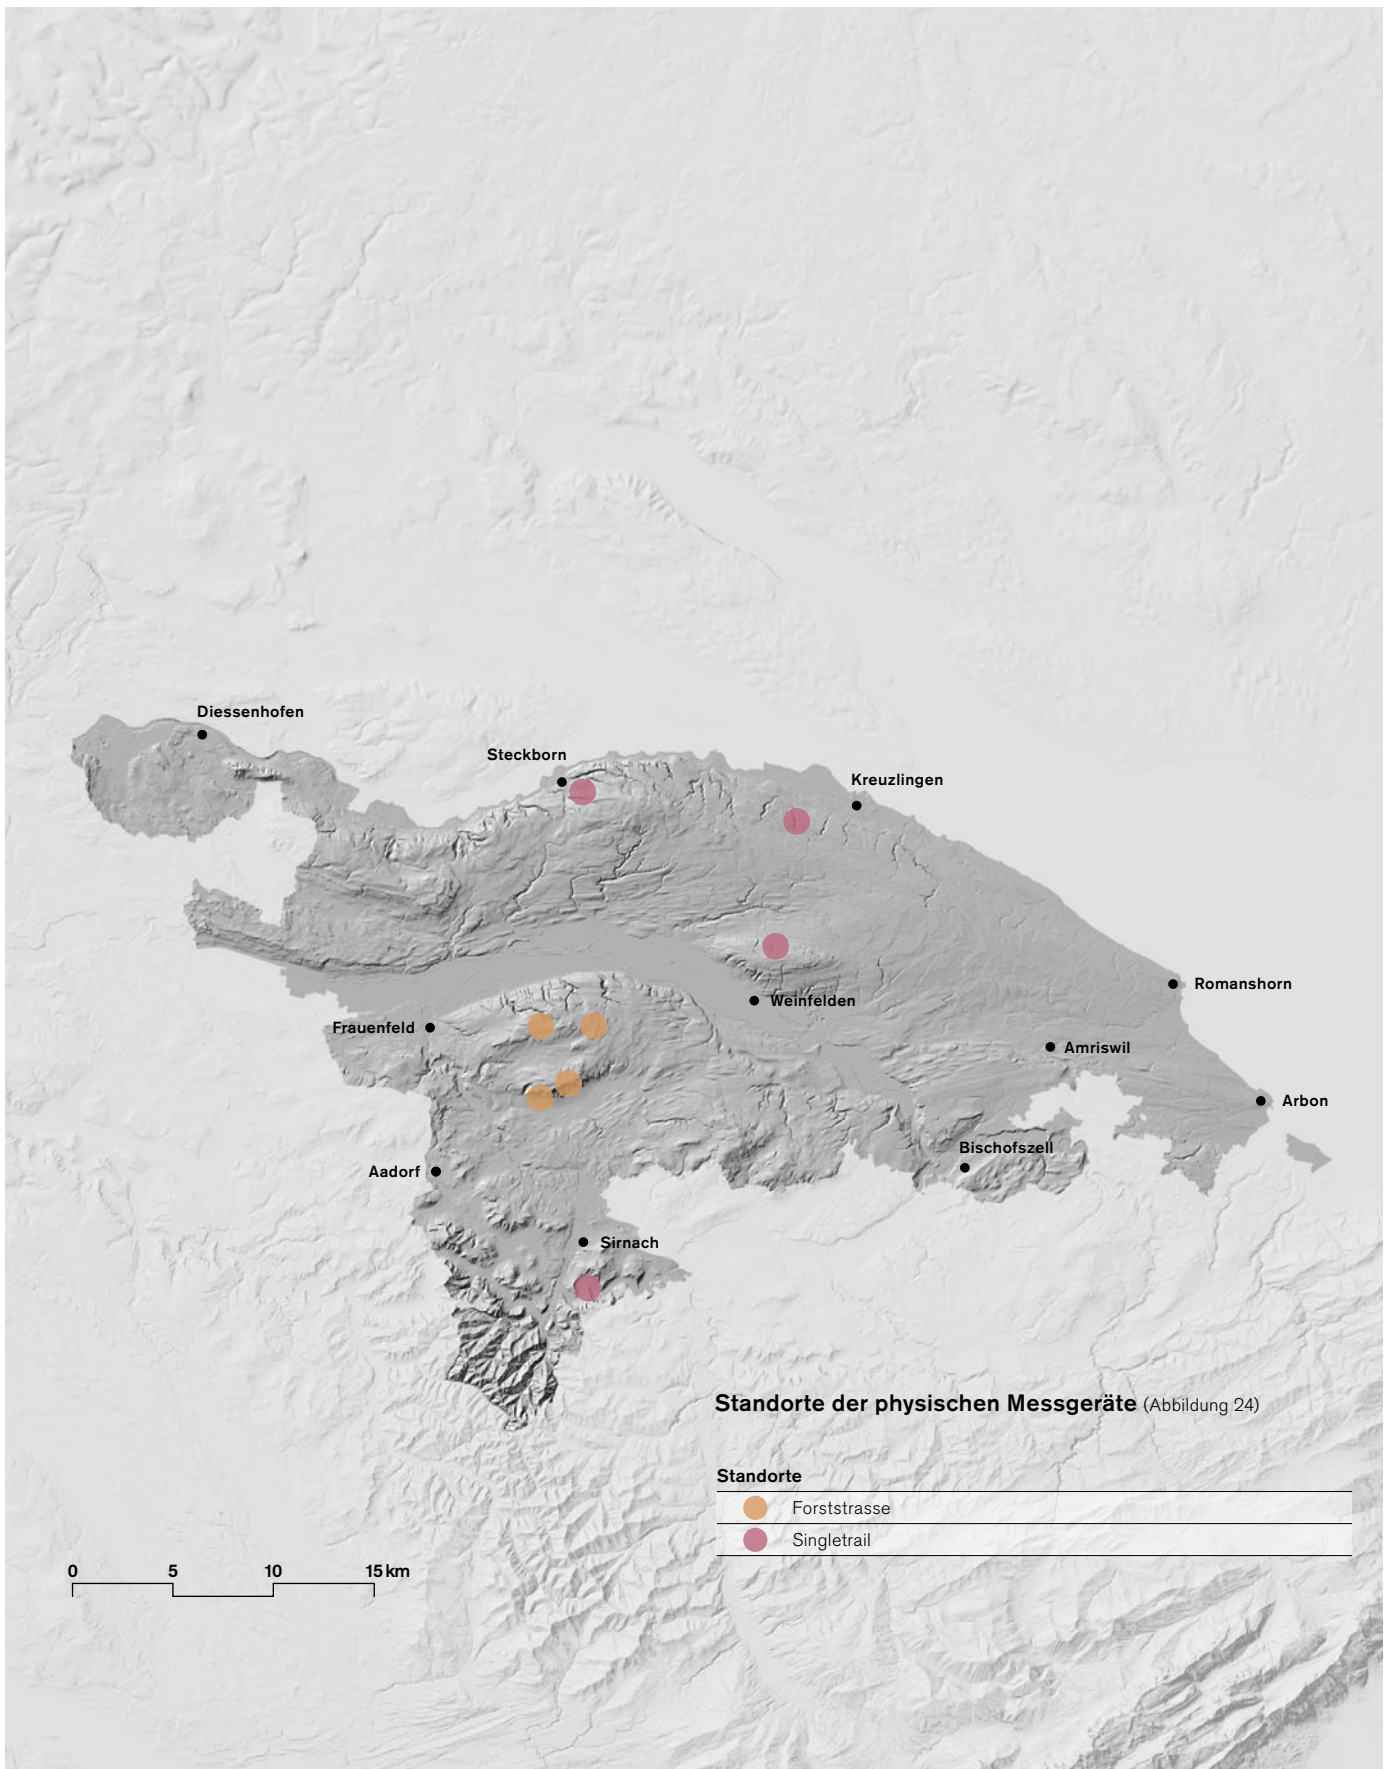 Diessenhofen
Steckborn
Kreuzlingen
Romanshorn
Weinfelden
Frauenfeld
Amriswil
Arbon
Bischofszell
Aadorf
Sirnach
Standorte der physischen Messgeräte (Abbildung 24)
Standorte
Forststrasse
Singletrail
0 5 10 15 km